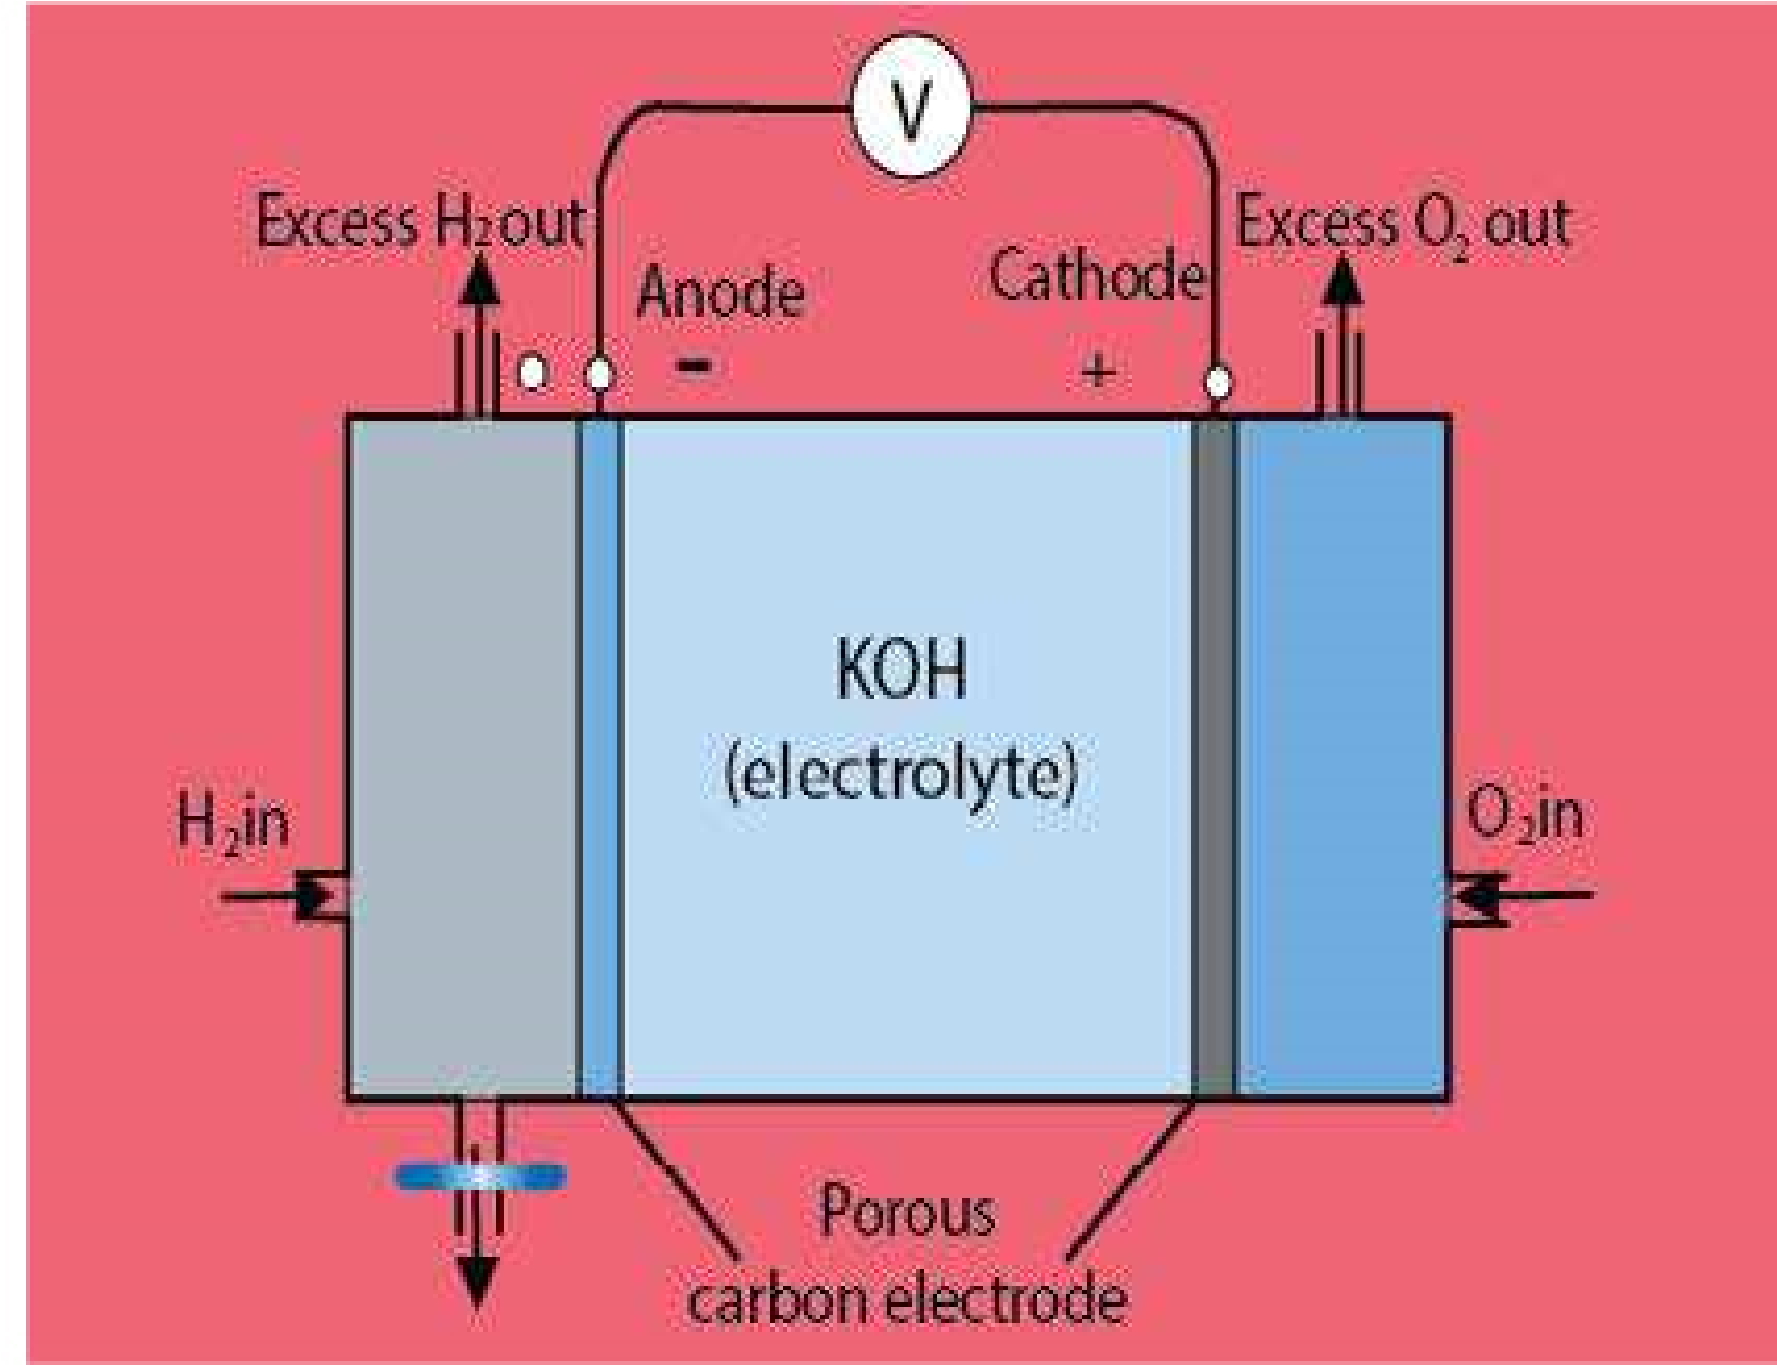 V
Excess H₂out
Excess O₂ out
Anode
Cathode
-
+
KOH
(electrolyte)
H₂in
O₂in
Porous
carbon electrode